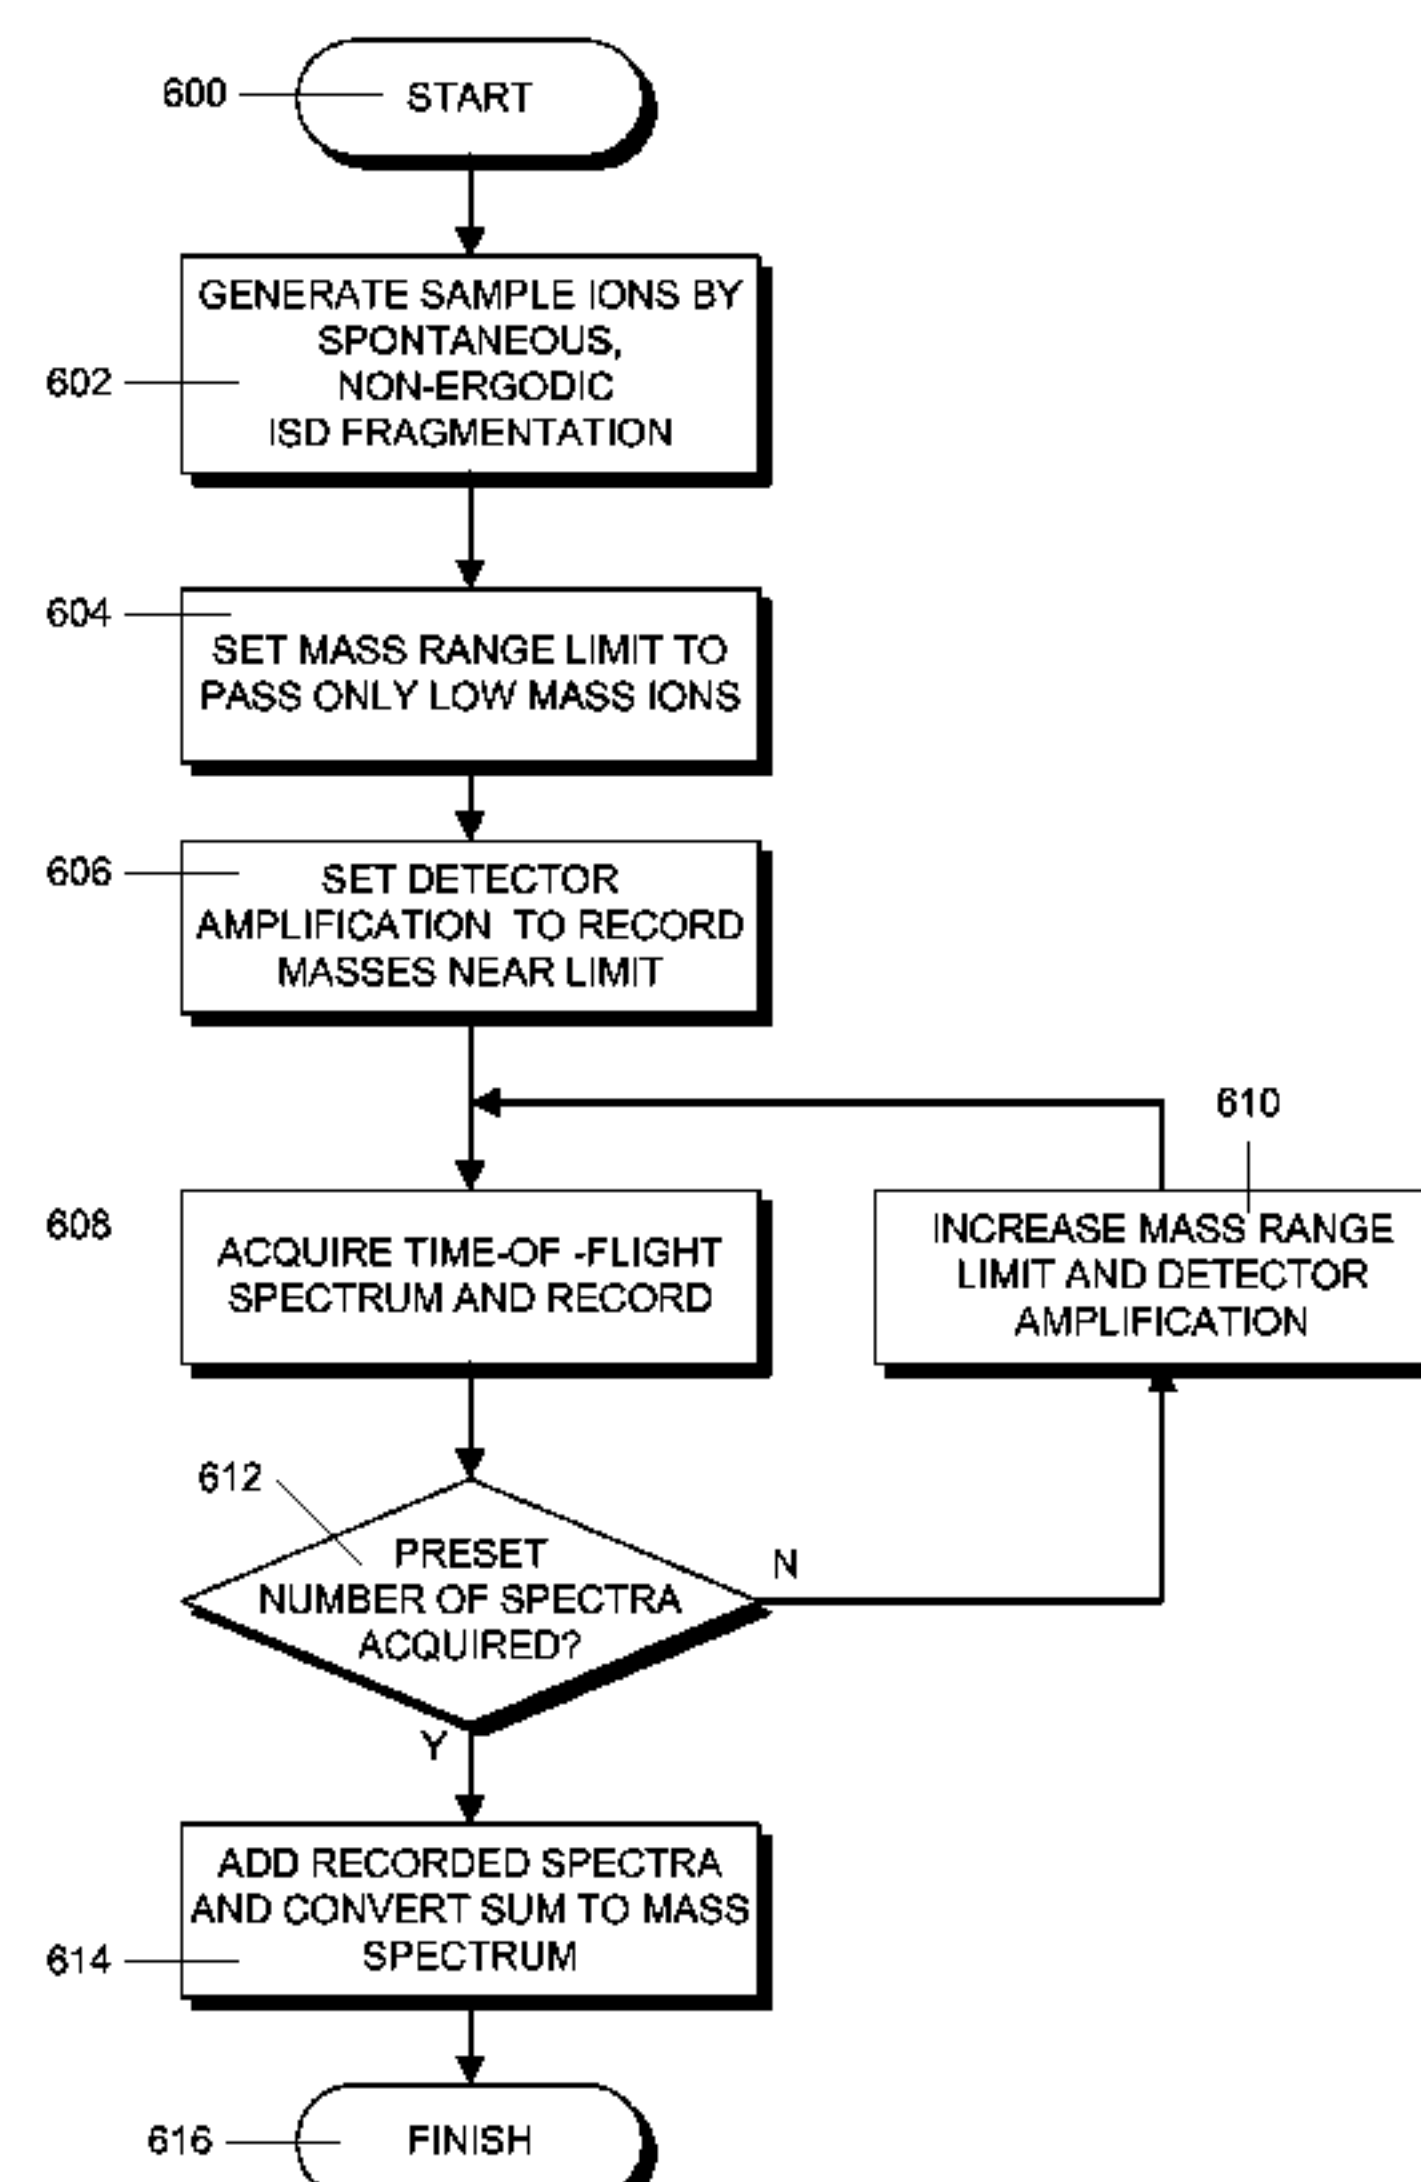 600
START
GENERATE SAMPLE IONS BY
SPONTANEOUS,
NON-ERGODIC
ISD FRAGMENTATION
602
604
SET MASS RANGE LIMIT TO
PASS ONLY LOW MASS IONS
606
SET DETECTOR
AMPLIFICATION TO RECORD
MASSES NEAR LIMIT
610
608
ACQUIRE TIME-OF -FLIGHT
SPECTRUM AND RECORD
INCREASE MASS RANGE
LIMIT AND DETECTOR
AMPLIFICATION
612
PRESET
NUMBER OF SPECTRA
ACQUIRED?
N
Y
ADD RECORDED SPECTRA
AND CONVERT SUM TO MASS
SPECTRUM
614
616
FINISH